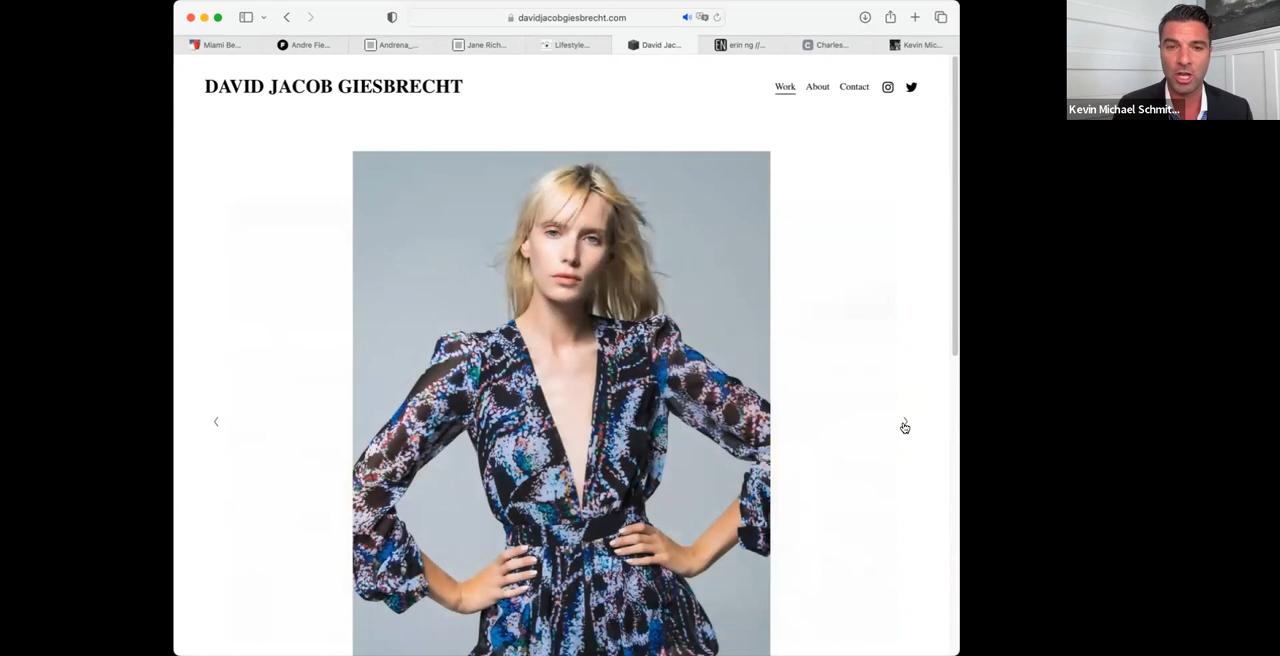 davidjacobgiesbrecht.com
Miami Be...
Andre Fle...
Andrena_...
Jane Rich...
Lifestyle...
David Jac...
EN
erin ng //...
C
Charles...
Kevin Mic...
DAVID JACOB GIESBRECHT
Work
About
Contact
Kevin Michael Schmit...